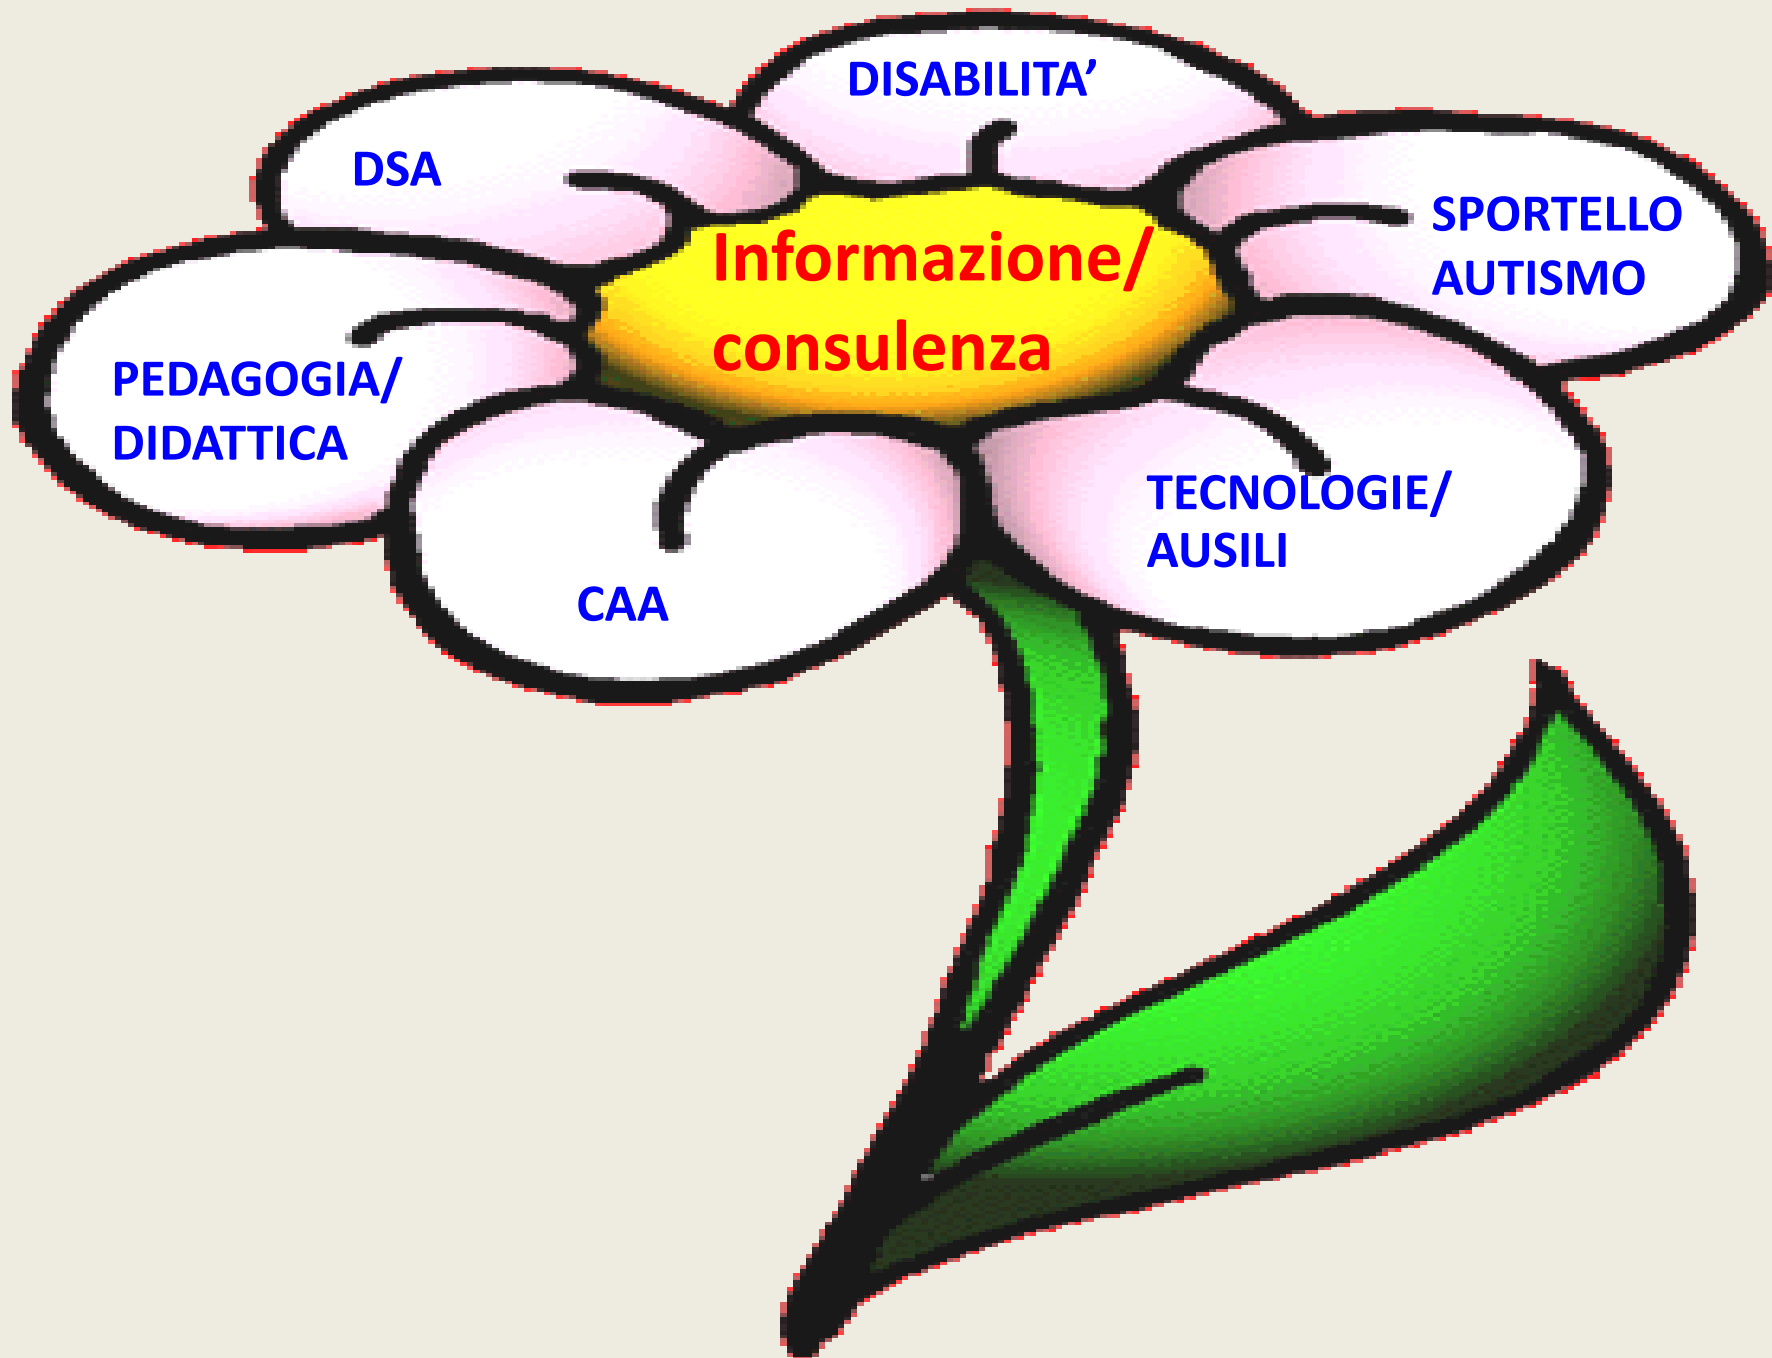 DISABILITA’
DSA
SPORTELLO
AUTISMO
Informazione/
consulenza
PEDAGOGIA/
DIDATTICA
TECNOLOGIE/
AUSILI
CAA